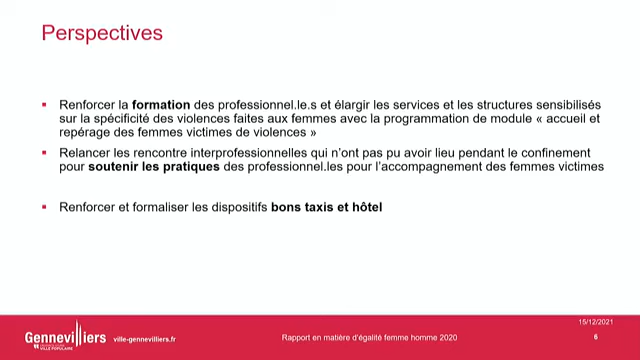 Perspectives
Renforcer la formation des professionnel.le.s et élargir les services et les structures sensibilisés
sur la spécificité des violences faites aux femmes avec la programmation de module « accueil et
repérage des femmes victimes de violences »
Relancer les rencontre interprofessionnelles qui n'ont pas pu avoir lieu pendant le confinement
pour soutenir les pratiques des professionnel.les pour l'accompagnement des femmes victimes
Renforcer et formaliser les dispositifs bons taxis et hôtel
15/12/2021
Gennevilliers
VILLE POPULAIRE
ville-gennevilliers.fr
Rapport en matière d'égalité femme homme 2020
6